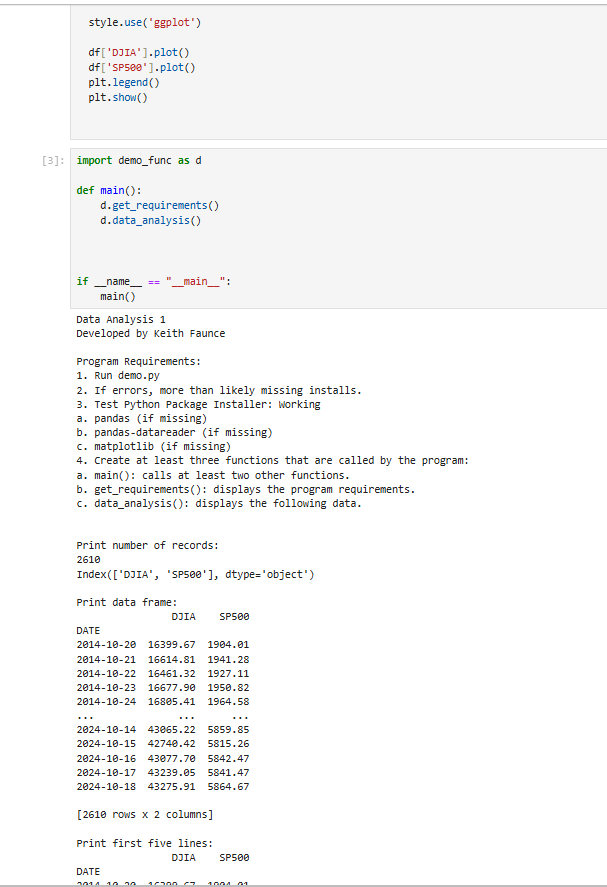 style.use('ggplot')
df['DJIA'].plot()
df['SP500'].plot()
plt.legend()
plt.show()
[3]: import demo_func as d
def main():
d.get_requirements()
d.data_analysis()
if __name__ == "__main__":
main()
Data Analysis 1
Developed by Keith Faunce
Program Requirements:
1. Run demo.py
2. If errors, more than likely missing installs.
3. Test Python Package Installer: Working
a. pandas (if missing)
b. pandas-datareader (if missing)
c. matplotlib (if missing)
4. Create at least three functions that are called by the program:
a. main(): calls at least two other functions.
b. get_requirements(): displays the program requirements.
c. data_analysis(): displays the following data.
Print number of records:
2610
Index(['DJIA', 'SP500'], dtype='object')
Print data frame:
DJIA SP500
DATE
2014-10-20 16399.67 1904.01
2014-10-21 16614.81 1941.28
2014-10-22 16461.32 1927.11
2014-10-23 16677.90 1950.82
2014-10-24 16805.41 1964.58
... ... ...
2024-10-14 43065.22 5859.85
2024-10-15 42740.42 5815.26
2024-10-16 43077.70 5842.47
2024-10-17 43239.05 5841.47
2024-10-18 43275.91 5864.67
[2610 rows x 2 columns]
Print first five lines:
DJIA SP500
DATE
2014-10-20 16399.67 1904.01